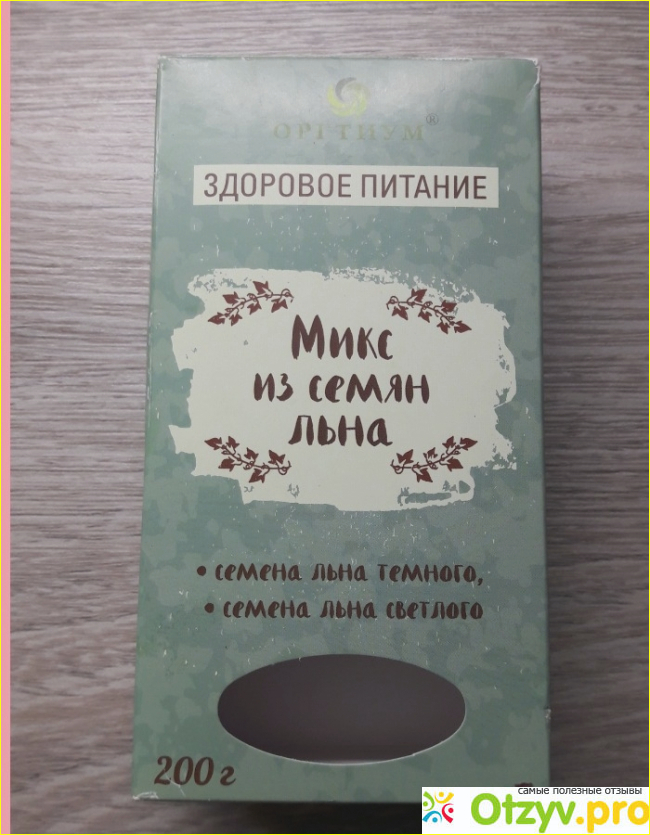 ОРГТИУМ®
ЗДОРОВОЕ ПИТАНИЕ
Микс
из семян
льна
• семена льна темного,
• семена льна светлого
200 г
самые полезные отзывы
Otzyv.pro